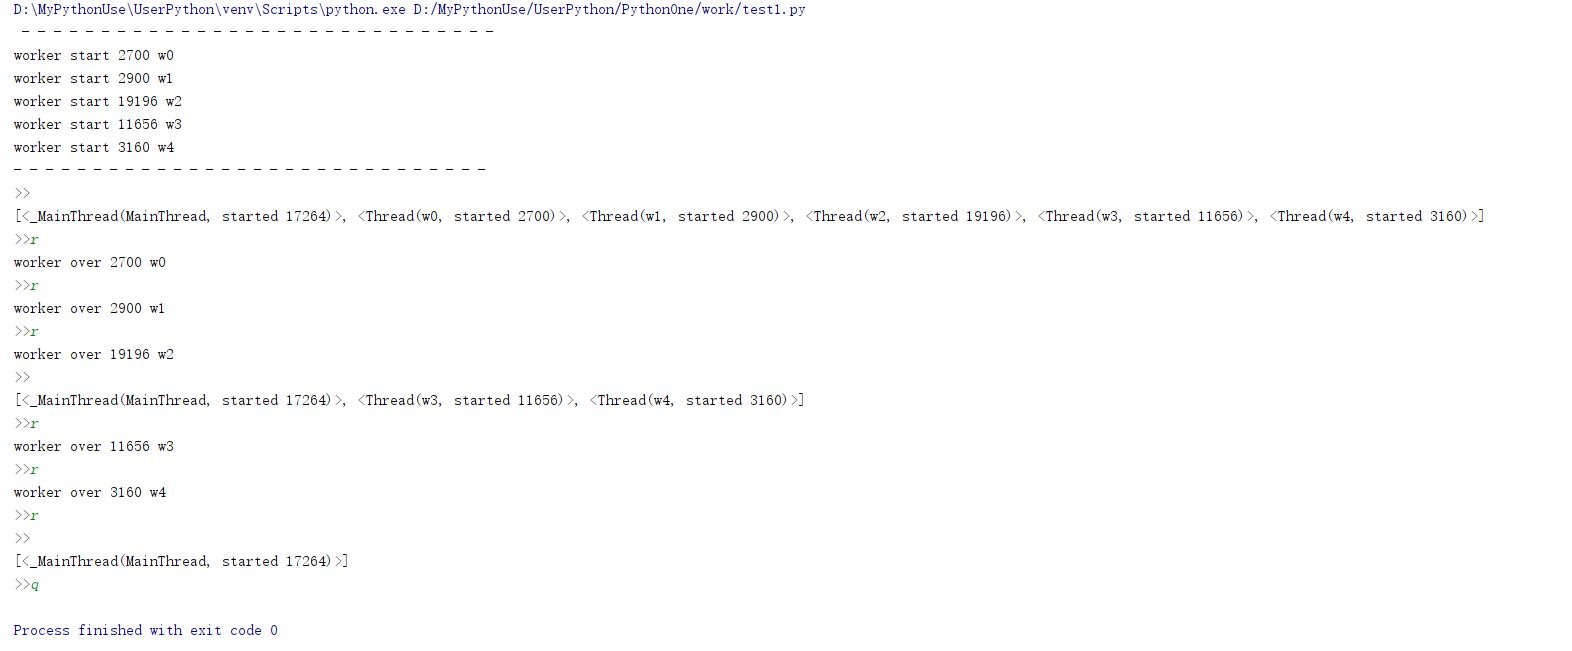 D:\MyPythonUse\UserPython\venv\Scripts\python.exe D:/MyPythonUse/UserPython/PythonOne/work/test1.py
- - - - - - - - - - - - - - - - - - - - - - - - - - - - - -
worker start 2700 w0
worker start 2900 w1
worker start 19196 w2
worker start 11656 w3
worker start 3160 w4
- - - - - - - - - - - - - - - - - - - - - - - - - - - - - -
>>
[<_MainThread(MainThread, started 17264)>, <Thread(w0, started 2700)>, <Thread(w1, started 2900)>, <Thread(w2, started 19196)>, <Thread(w3, started 11656)>, <Thread(w4, started 3160)>]
>>r
worker over 2700 w0
>>r
worker over 2900 w1
>>r
worker over 19196 w2
>>
[<_MainThread(MainThread, started 17264)>, <Thread(w3, started 11656)>, <Thread(w4, started 3160)>]
>>r
worker over 11656 w3
>>r
worker over 3160 w4
>>r
>>
[<_MainThread(MainThread, started 17264)>]
>>q
Process finished with exit code 0